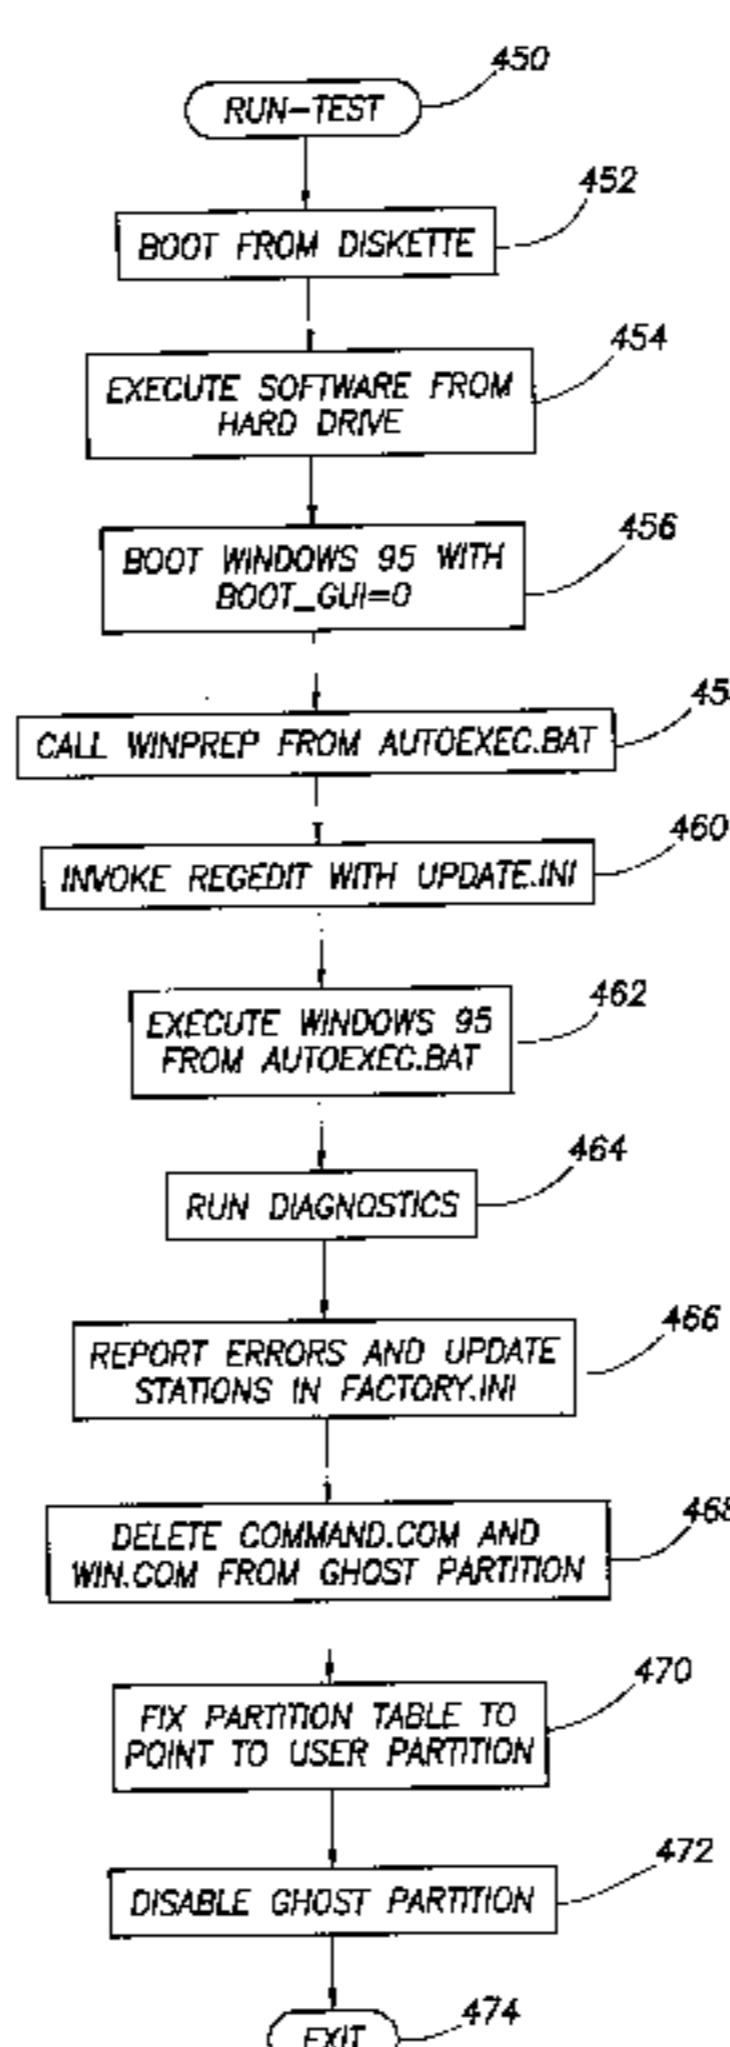 450
RUN-TEST
452
BOOT FROM DISKETTE
454
EXECUTE SOFTWARE FROM
HARD DRIVE
456
BOOT WINDOWS 95 WITH
BOOT_GUI=0
CALL WINPREP FROM AUTOEXEC.BAT
460
INVOKE REGEDIT WITH UPDATE.INI
462
EXECUTE WINDOWS 95
FROM AUTOEXEC.BAT
464
RUN DIAGNOSTICS
466
REPORT ERRORS AND UPDATE
STATIONS IN FACTORY.INI
468
DELETE COMMAND.COM AND
WIN.COM FROM GHOST PARTITION
470
FIX PARTITION TABLE TO
POINT TO USER PARTITION
472
DISABLE GHOST PARTITION
474
EXIT